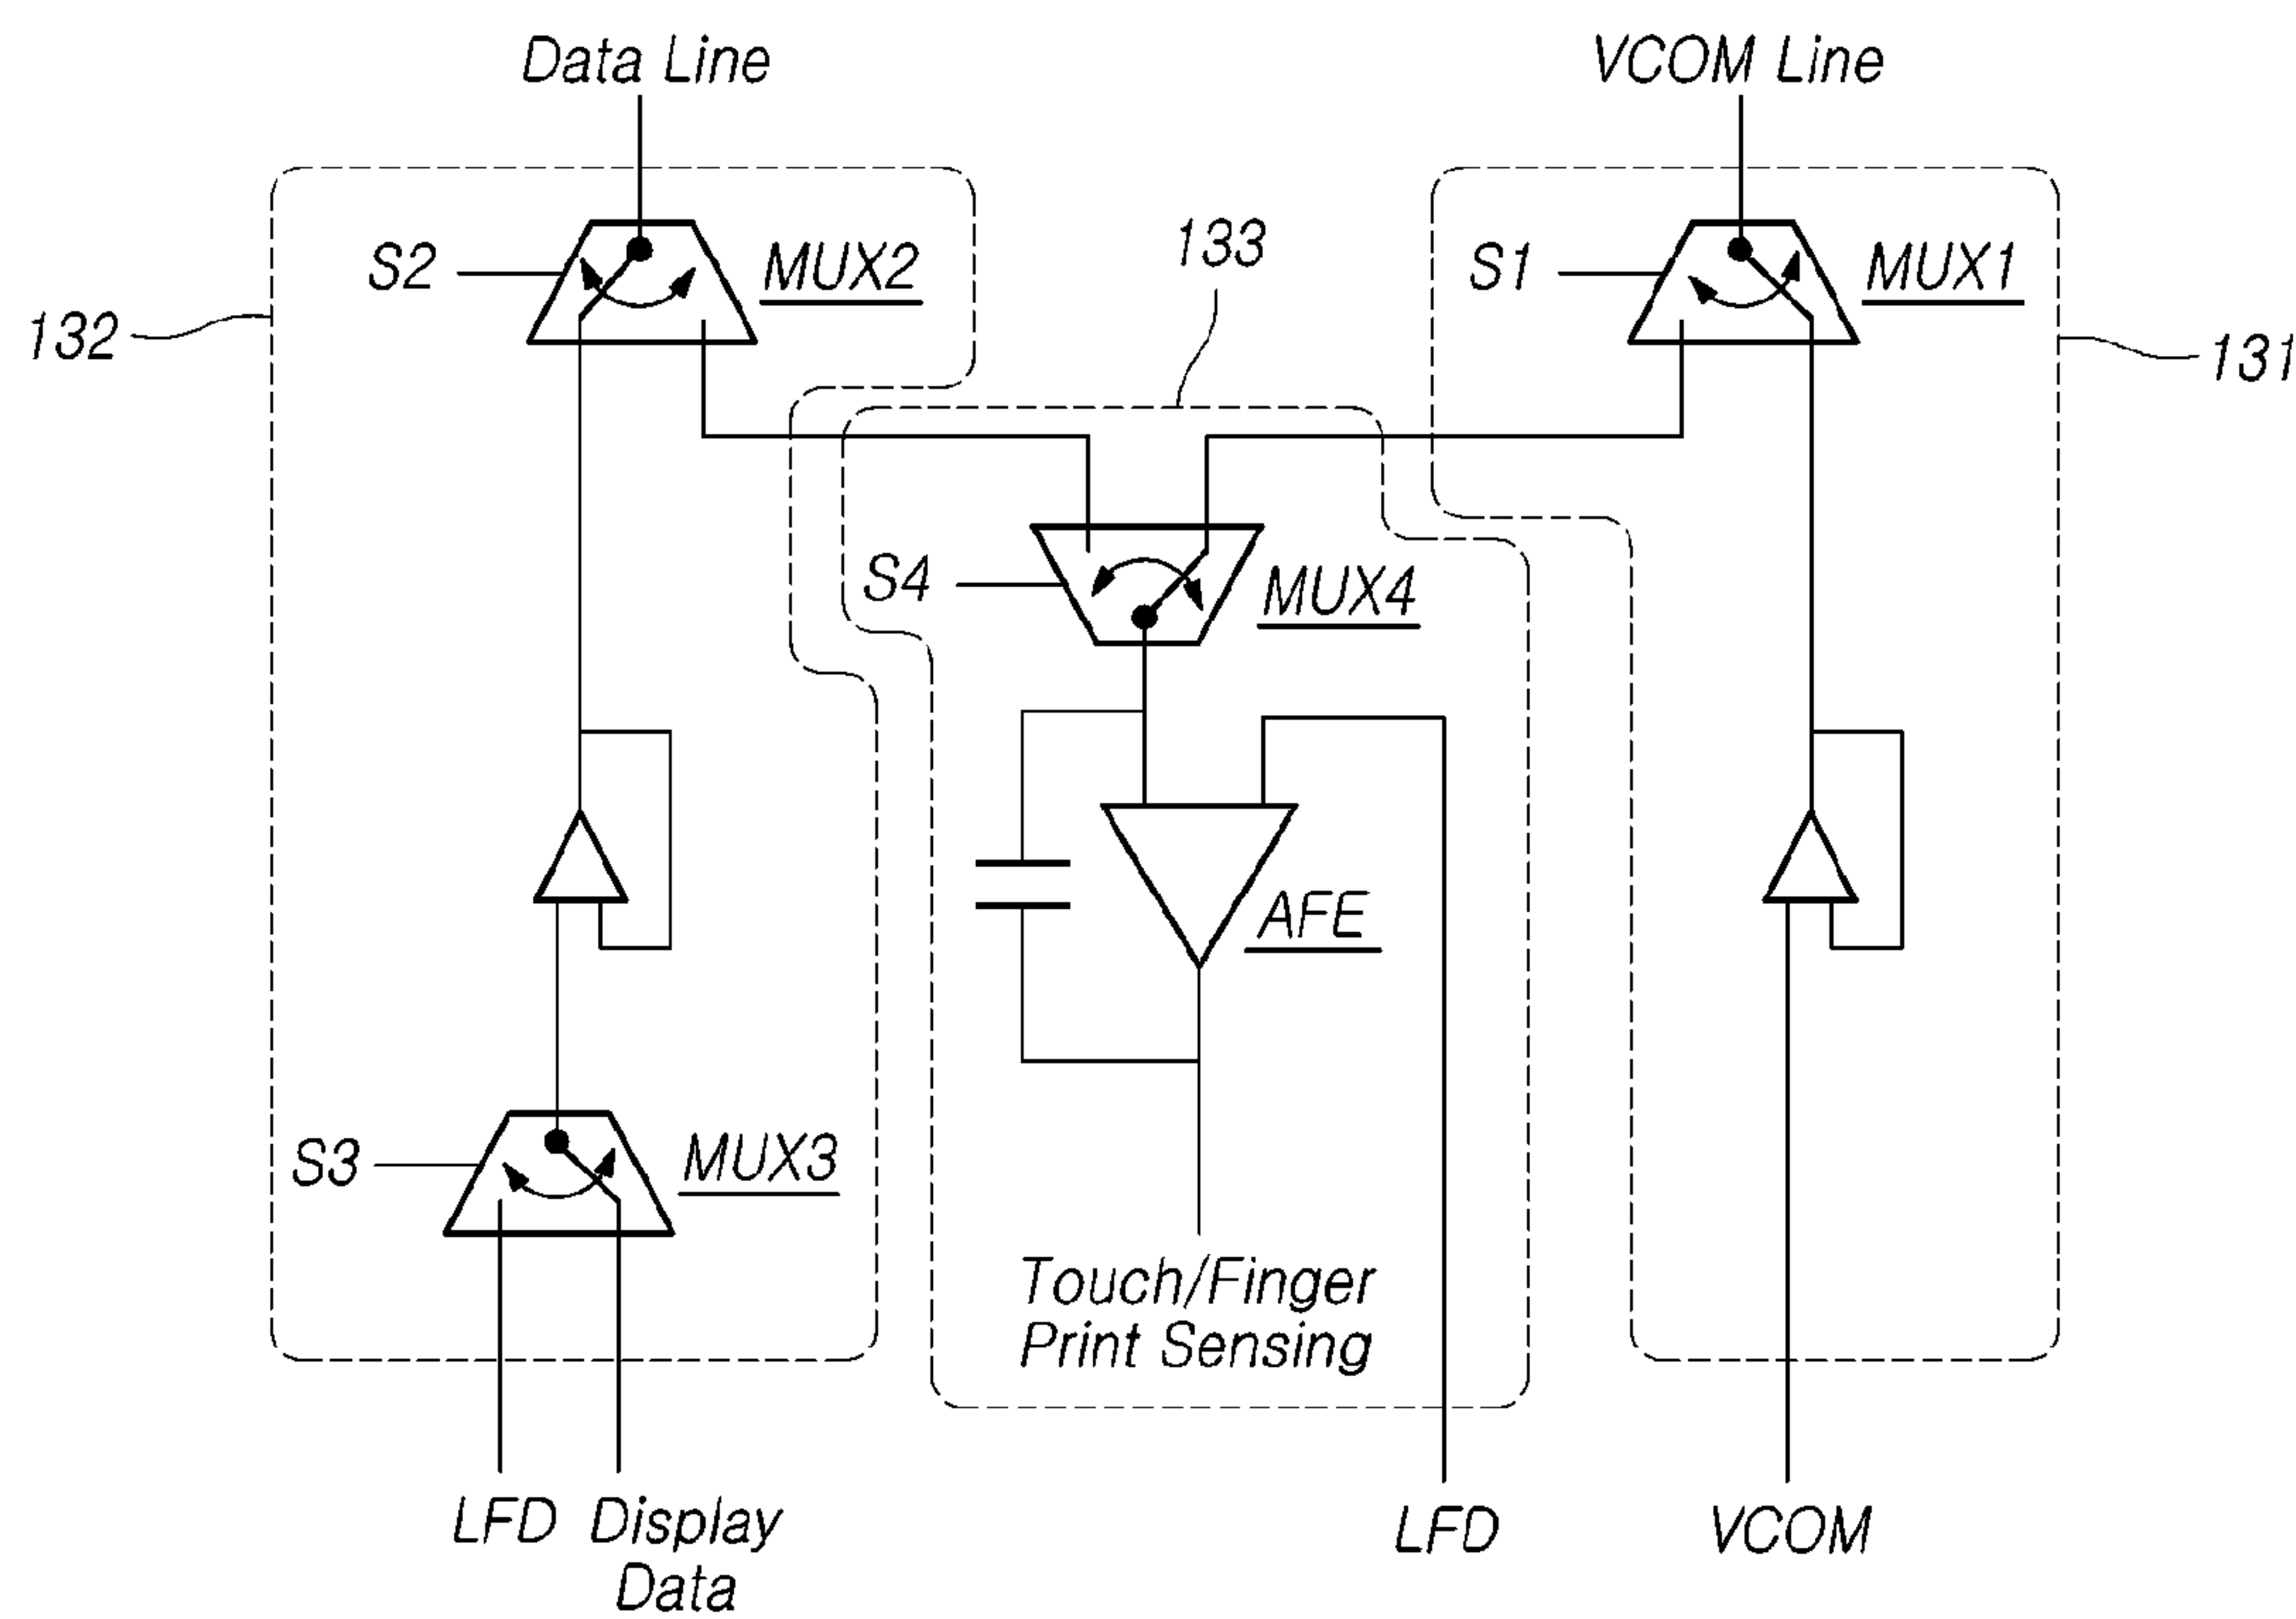 Data Line
VCOM Line
S2
MUX2
133
S1
MUX1
132
131
S4
MUX4
AFE
S3
MUX3
Touch/Finger
Print Sensing
LFD
Display
Data
LFD
VCOM